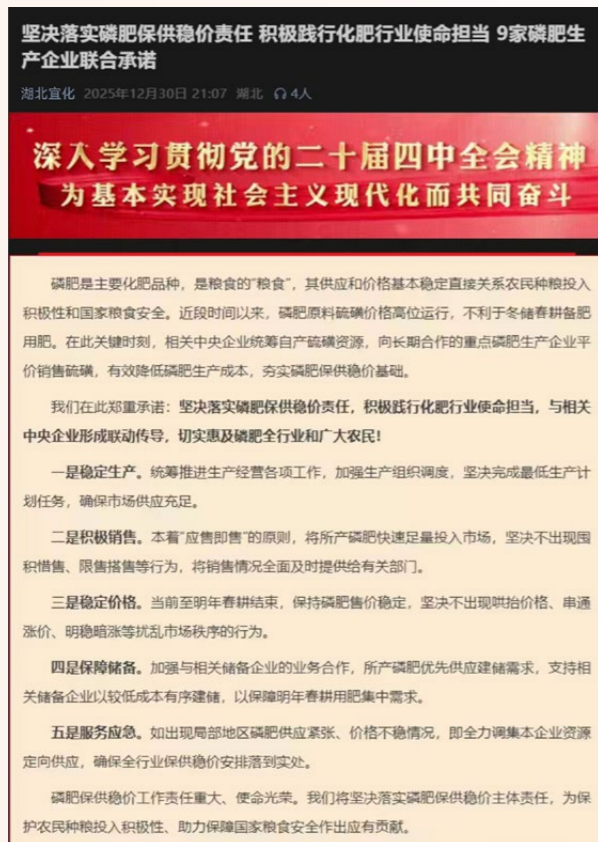 坚决落实磷肥保供稳价责任 积极践行化肥行业使命担当 9家磷肥生
产企业联合承诺
湖北宜化 2025年12月30日 21:07 湖北 4人
深入学习贯彻党的二十届四中全会精神
为基本实现社会主义现代化而共同奋斗
磷肥是主要化肥品种，是粮食的“粮食”，其供应和价格基本稳定直接关系农民种粮投入
积极性和国家粮食安全。近段时间以来，磷肥原料硫磺价格高位运行，不利于冬储春耕备肥
用肥。在此关键时刻，相关中央企业统筹自产硫磺资源，向长期合作的重点磷肥生产企业平
价销售硫磺，有效降低磷肥生产成本，夯实磷肥保供稳价基础。
我们在此郑重承诺：坚决落实磷肥保供稳价责任，积极践行化肥行业使命担当，与相关
中央企业形成联动传导，切实惠及磷肥全行业和广大农民！
一是稳定生产。统筹推进生产经营各项工作，加强生产组织调度，坚决完成最低生产计
划任务，确保市场供应充足。
二是积极销售。本着“应售即售”的原则，将所产磷肥快速足量投入市场，坚决不出现囤
积惜售、限售搭售等行为，将销售情况全面及时提供给有关部门。
三是稳定价格。当前至明年春耕结束，保持磷肥售价稳定，坚决不出现哄抬价格、串通
涨价、明稳暗涨等扰乱市场秩序的行为。
四是保障储备。加强与相关储备企业的业务合作，所产磷肥优先供应建储需求，支持相
关储备企业以较低成本有序建储，以保障明年春耕用肥集中需求。
五是服务应急。如出现局部地区磷肥供应紧张、价格不稳情况，即全力调集本企业资源
定向供应，确保全行业保供稳价安排落到实处。
磷肥保供稳价工作责任重大、使命光荣。我们将坚决落实磷肥保供稳价主体责任，为保
护农民种粮投入积极性、助力保障国家粮食安全作出应有贡献。